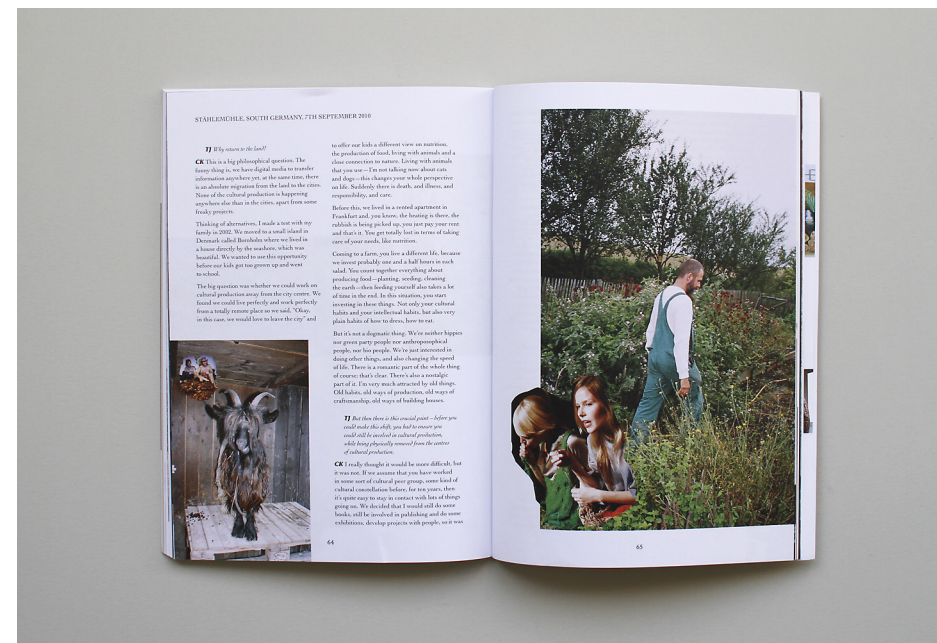 STÄHLEMÜHLE, SOUTH GERMANY, 7TH SEPTEMBER 2010
TJ Why return to the land?
CK This is a big philosophical question. The
funny thing is, we have digital media to transfer
information anywhere yet, at the same time, there
is an absolute migration from the land to the cities.
None of the cultural production is happening
anywhere else than in the cities, apart from some
freaky projects.
Thinking of alternatives, I made a test with my
family in 2002. We moved to a small island in
Denmark called Bornholm where we lived in
a house directly by the seashore, which was
beautiful. We wanted to use this opportunity
before our kids got too grown up and went
to school.
The big question was whether we could work on
cultural production away from the city centre. We
found we could live perfectly and work perfectly
from a totally remote place so we said, "Okay,
in this case, we would love to leave the city" and
to offer our kids a different view on nutrition,
the production of food, living with animals and a
close connection to nature. Living with animals
that you use – I'm not talking now about cats
and dogs – this changes your whole perspective
on life. Suddenly there is death, and illness, and
responsibility, and care.
Before this, we lived in a rented apartment in
Frankfurt and, you know, the heating is there, the
rubbish is being picked up, you just pay your rent
and that's it. You get totally lost in terms of taking
care of your needs, like nutrition.
Coming to a farm, you live a different life, because
we invest probably one and a half hours in each
salad. You count together everything about
producing food – planting, seeding, cleaning
the earth – then feeding yourself also takes a lot
of time in the end. In this situation, you start
investing in these things. Not only your cultural
habits and your intellectual habits, but also very
plain habits of how to dress, how to eat.
But it's not a dogmatic thing. We're neither hippies
nor green party people nor anthroposophical
people, nor bio people. We're just interested in
doing other things, and also changing the speed
of life. There is a romantic part of the whole thing
of course; that's clear. There's also a nostalgic
part of it. I'm very much attracted by old things.
Old habits, old ways of production, old ways of
craftsmanship, old ways of building houses.
TJ But then there is this crucial point – before you
could make this shift, you had to ensure you
could still be involved in cultural production,
while being physically removed from the centres
of cultural production.
CK I really thought it would be more difficult, but
it was not. If we assume that you have worked
in some sort of cultural peer group, some kind of
cultural constellation before, for ten years, then
it's quite easy to stay in contact with lots of things
going on. We decided that I would still do some
books, still be involved in publishing and do some
exhibitions, develop projects with people, so it was
64
65